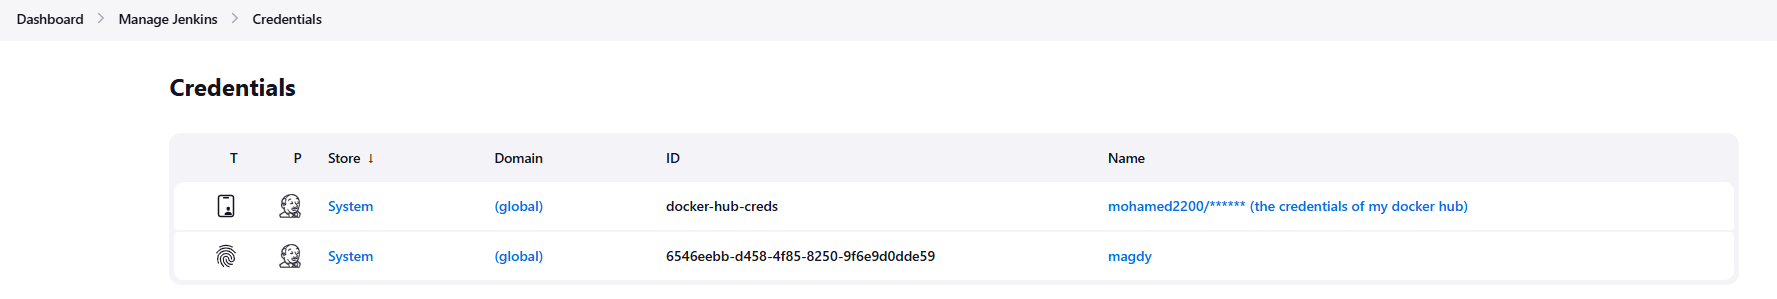 Dashboard > Manage Jenkins > Credentials
Credentials
T P Store ↓ Domain ID Name
System (global) docker-hub-creds mohamed2200/****** (the credentials of my docker hub)
System (global) 6546eebb-d458-4f85-8250-9f6e9d0dde59 magdy